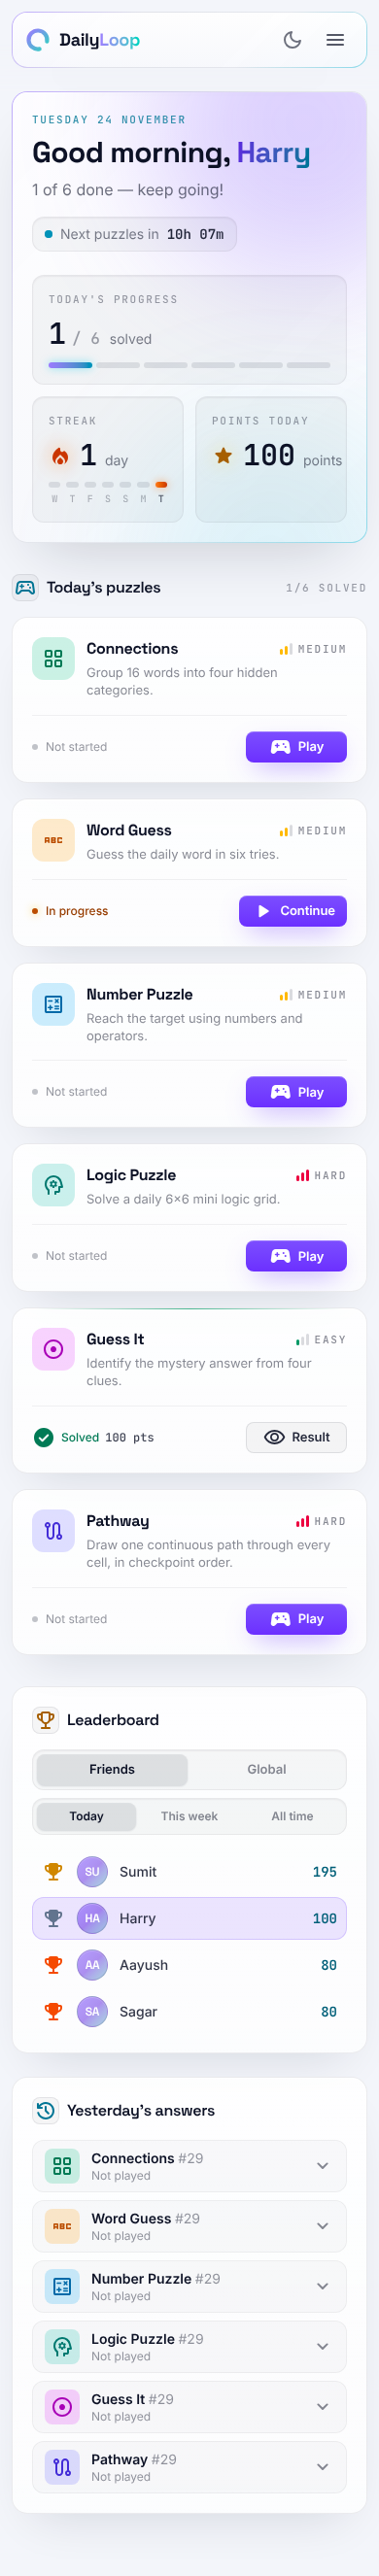 DailyLoop
TUESDAY 24 NOVEMBER
Good morning, Harry
1 of 6 done — keep going!
Next puzzles in 10h 07m
TODAY'S PROGRESS
1 / 6 solved
STREAK
1 day
W T F S S M T
POINTS TODAY
100 points
Today's puzzles
1/6 SOLVED
Connections
MEDIUM
Group 16 words into four hidden
categories.
Not started
Play
Word Guess
MEDIUM
ABC
Guess the daily word in six tries.
In progress
Continue
Number Puzzle
MEDIUM
Reach the target using numbers and
operators.
Not started
Play
Logic Puzzle
HARD
Solve a daily 6×6 mini logic grid.
Not started
Play
Guess It
EASY
Identify the mystery answer from four
clues.
Solved 100 pts
Result
Pathway
HARD
Draw one continuous path through every
cell, in checkpoint order.
Not started
Play
Leaderboard
Friends Global
Today This week All time
SU Sumit 195
HA Harry 100
AA Aayush 80
SA Sagar 80
Yesterday's answers
Connections #29
Not played
ABC
Word Guess #29
Not played
Number Puzzle #29
Not played
Logic Puzzle #29
Not played
Guess It #29
Not played
Pathway #29
Not played